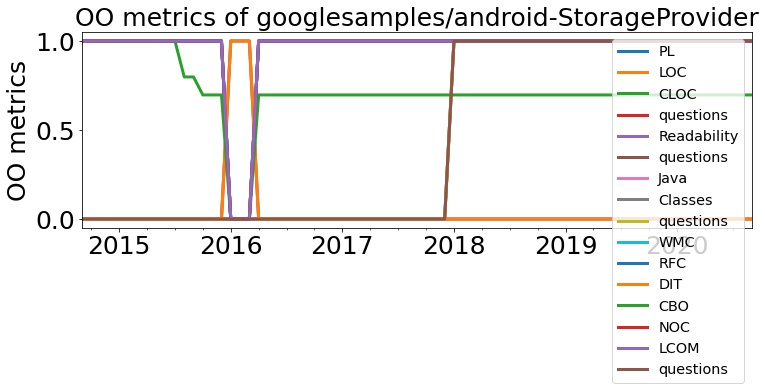 OO metrics of googlesamples/android-StorageProvider
OO metrics
1.0
0.5
0.0
2015 2016 2017 2018 2019 2020
PL
LOC
CLOC
questions
Readability
questions
Java
Classes
questions
WMC
RFC
DIT
CBO
NOC
LCOM
questions